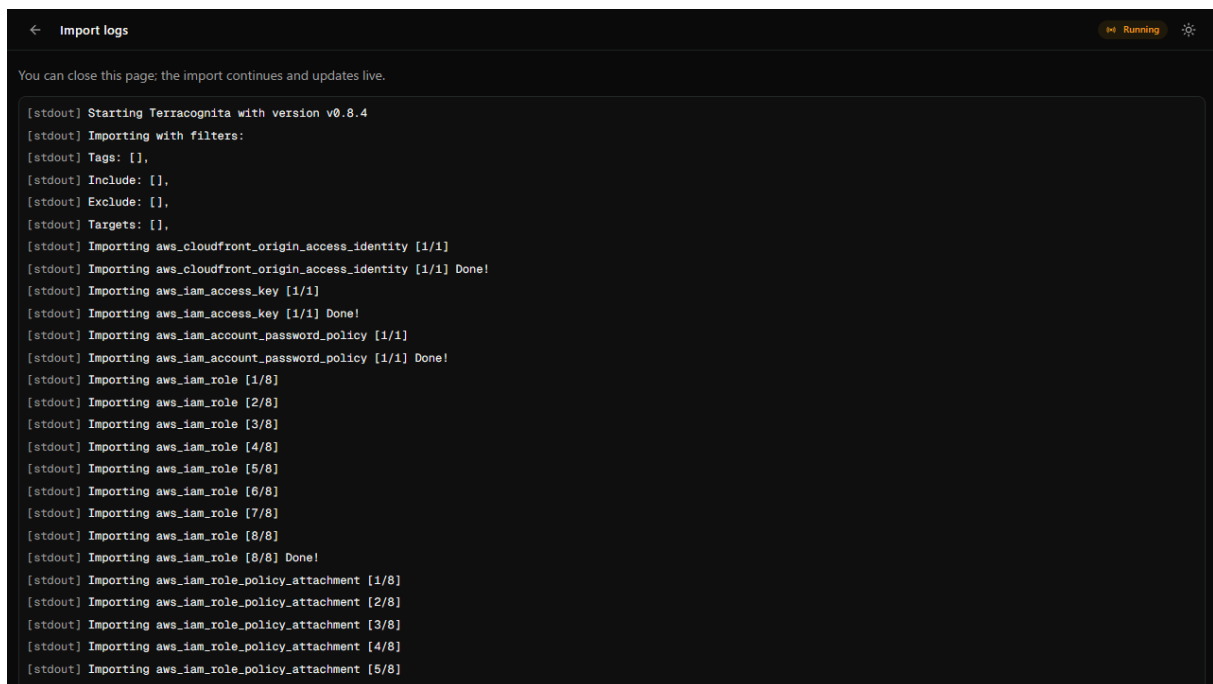 Import logs
Running
You can close this page; the import continues and updates live.
[stdout] Starting Terracognita with version v0.8.4
[stdout] Importing with filters:
[stdout] Tags: [],
[stdout] Include: [],
[stdout] Exclude: [],
[stdout] Targets: [],
[stdout] Importing aws_cloudfront_origin_access_identity [1/1]
[stdout] Importing aws_cloudfront_origin_access_identity [1/1] Done!
[stdout] Importing aws_iam_access_key [1/1]
[stdout] Importing aws_iam_access_key [1/1] Done!
[stdout] Importing aws_iam_account_password_policy [1/1]
[stdout] Importing aws_iam_account_password_policy [1/1] Done!
[stdout] Importing aws_iam_role [1/8]
[stdout] Importing aws_iam_role [2/8]
[stdout] Importing aws_iam_role [3/8]
[stdout] Importing aws_iam_role [4/8]
[stdout] Importing aws_iam_role [5/8]
[stdout] Importing aws_iam_role [6/8]
[stdout] Importing aws_iam_role [7/8]
[stdout] Importing aws_iam_role [8/8]
[stdout] Importing aws_iam_role [8/8] Done!
[stdout] Importing aws_iam_role_policy_attachment [1/8]
[stdout] Importing aws_iam_role_policy_attachment [2/8]
[stdout] Importing aws_iam_role_policy_attachment [3/8]
[stdout] Importing aws_iam_role_policy_attachment [4/8]
[stdout] Importing aws_iam_role_policy_attachment [5/8]